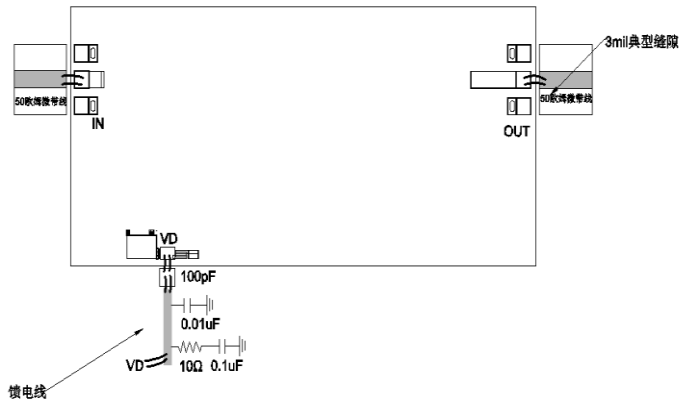 3mil典型缝隙
50欧姆微带线
50欧姆微带线
IN
OUT
VD
100pF
0.01uF
VD
10Ω 0.1uF
馈电线